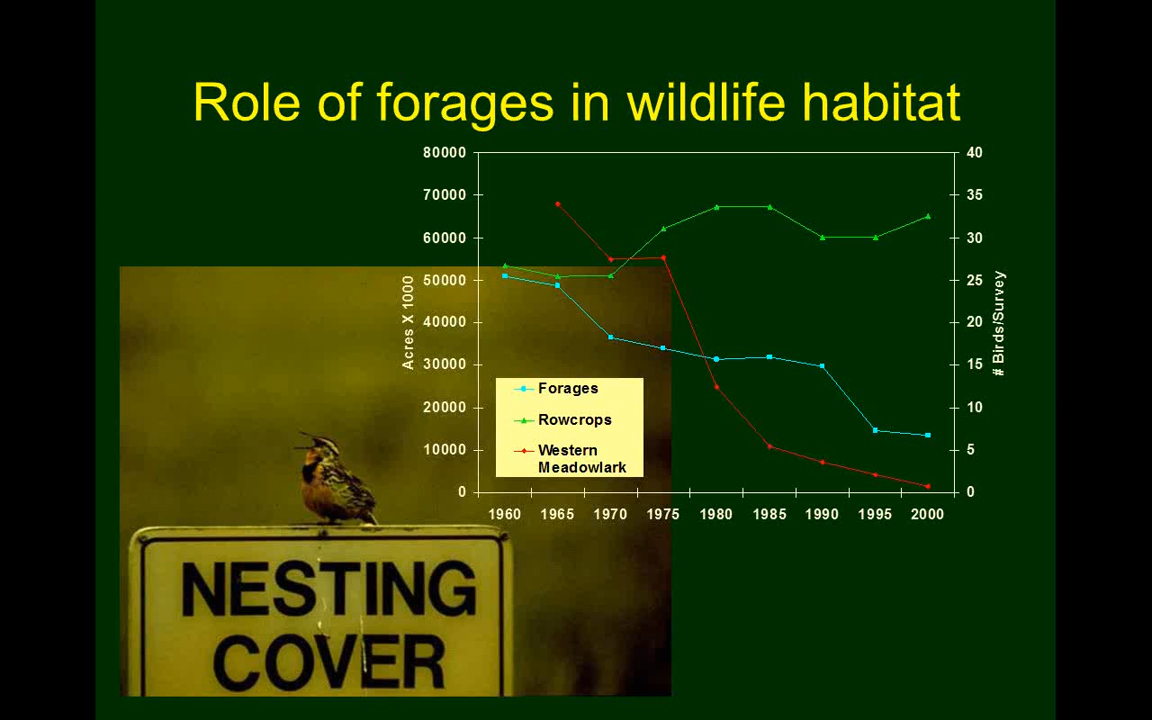 Role of forages in wildlife habitat
80000
70000
60000
50000
40000
30000
20000
10000
0
Acres X 1000
40
35
30
25
20
15
10
5
0
# Birds/Survey
Forages
Rowcrops
Western
Meadowlark
1960 1965 1970 1975 1980 1985 1990 1995 2000
NESTING
COVER